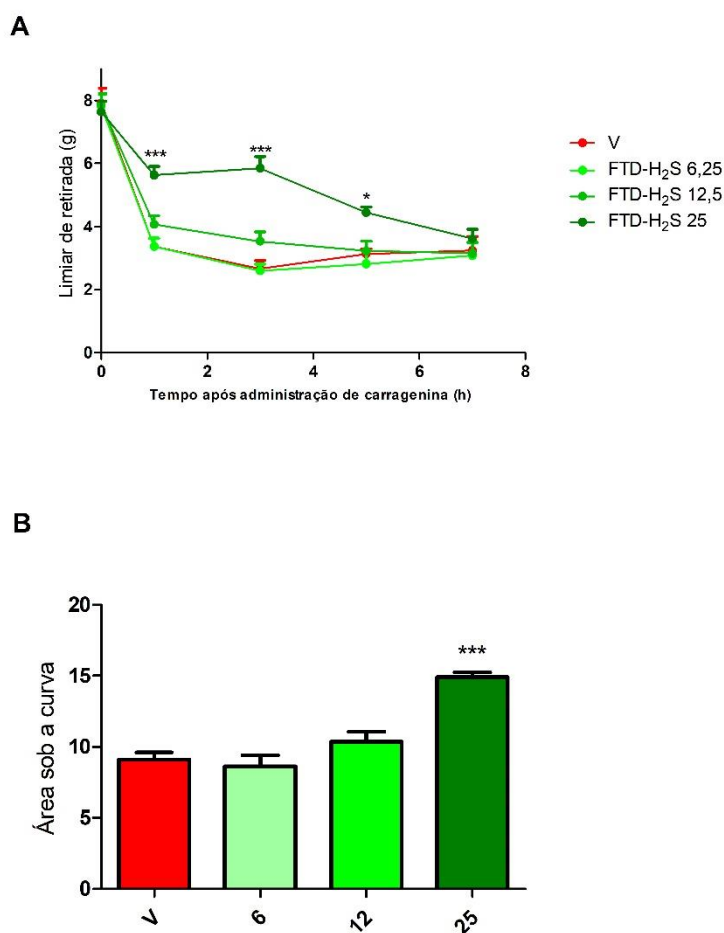 A
Limiar de retirada (g)
8
6
4
2
0
***
***
*
0
2
4
6
8
Tempo após administração de carragenina (h)
V
FTD-H₂S 6,25
FTD-H₂S 12,5
FTD-H₂S 25
B
Área sob a curva
20
15
10
5
0
***
V
6
12
25